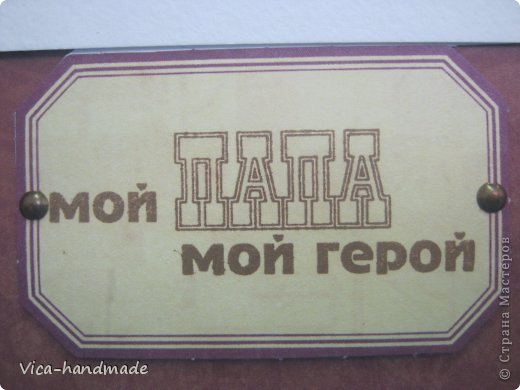 мой ПАПА
мой герой
Vica-handmade
© Страна Мастеров